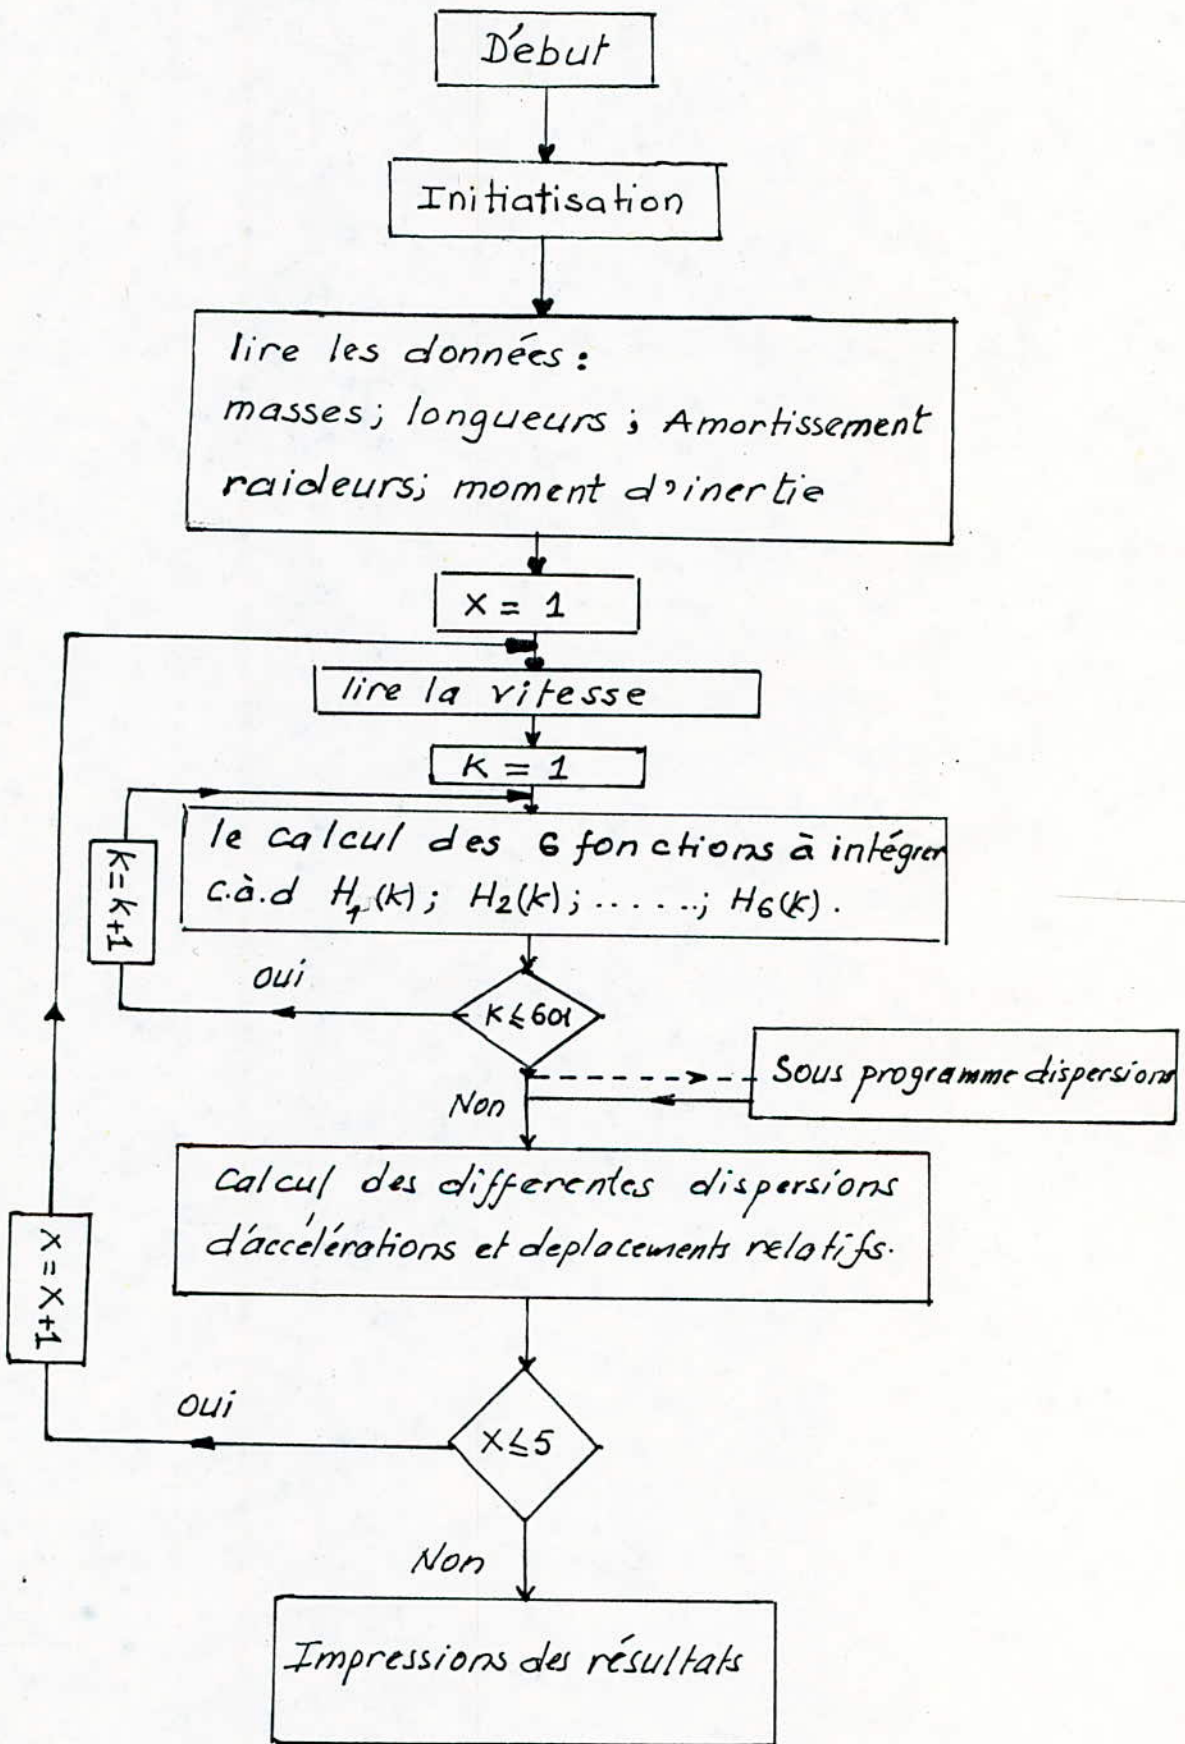 Début
Initiatisation
lire les données :
masses; longueurs ; Amortissement
raideurs; moment d'inertie
X = 1
lire la vitesse
K = 1
le calcul des 6 fonctions à intégrer
c.à.d H1(k); H2(k); ......; H6(k).
k=k+1
oui
K≤601
Sous programme dispersions
Non
Calcul des differentes dispersions
d'accélérations et deplacements relatifs.
X=X+1
oui
X≤5
Non
Impressions des résultats